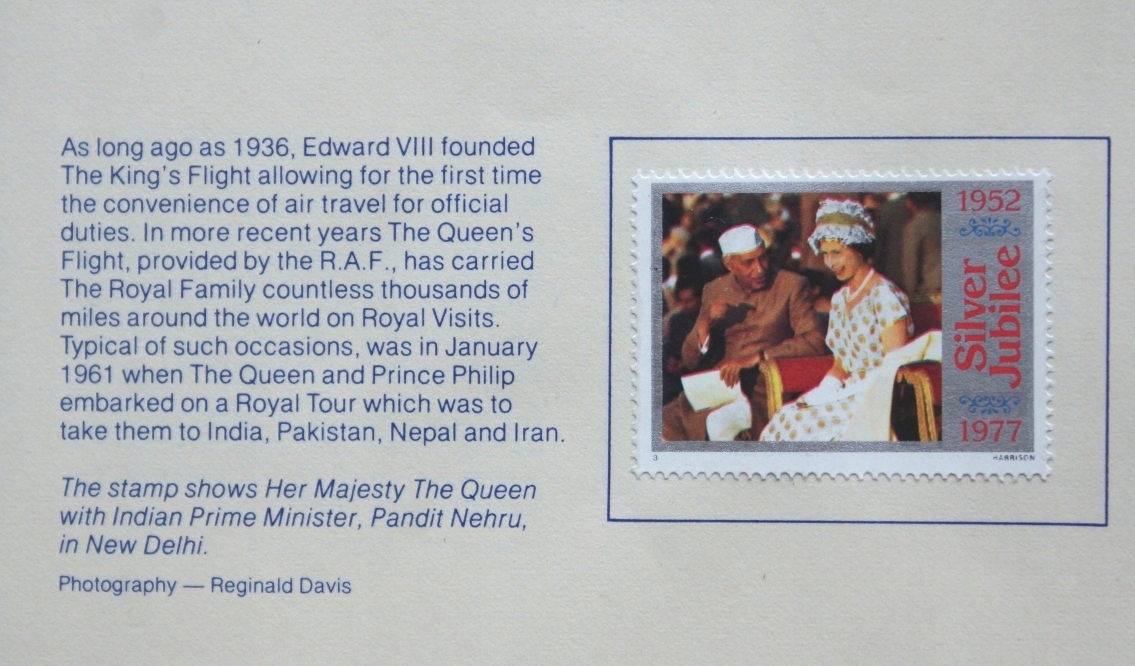 As long ago as 1936, Edward VIII founded
The King's Flight allowing for the first time
the convenience of air travel for official
duties. In more recent years The Queen's
Flight, provided by the R.A.F., has carried
The Royal Family countless thousands of
miles around the world on Royal Visits.
Typical of such occasions, was in January
1961 when The Queen and Prince Philip
embarked on a Royal Tour which was to
take them to India, Pakistan, Nepal and Iran.
The stamp shows Her Majesty The Queen
with Indian Prime Minister, Pandit Nehru,
in New Delhi.
Photography — Reginald Davis
1952
Silver
Jubilee
1977
3
HARRISON